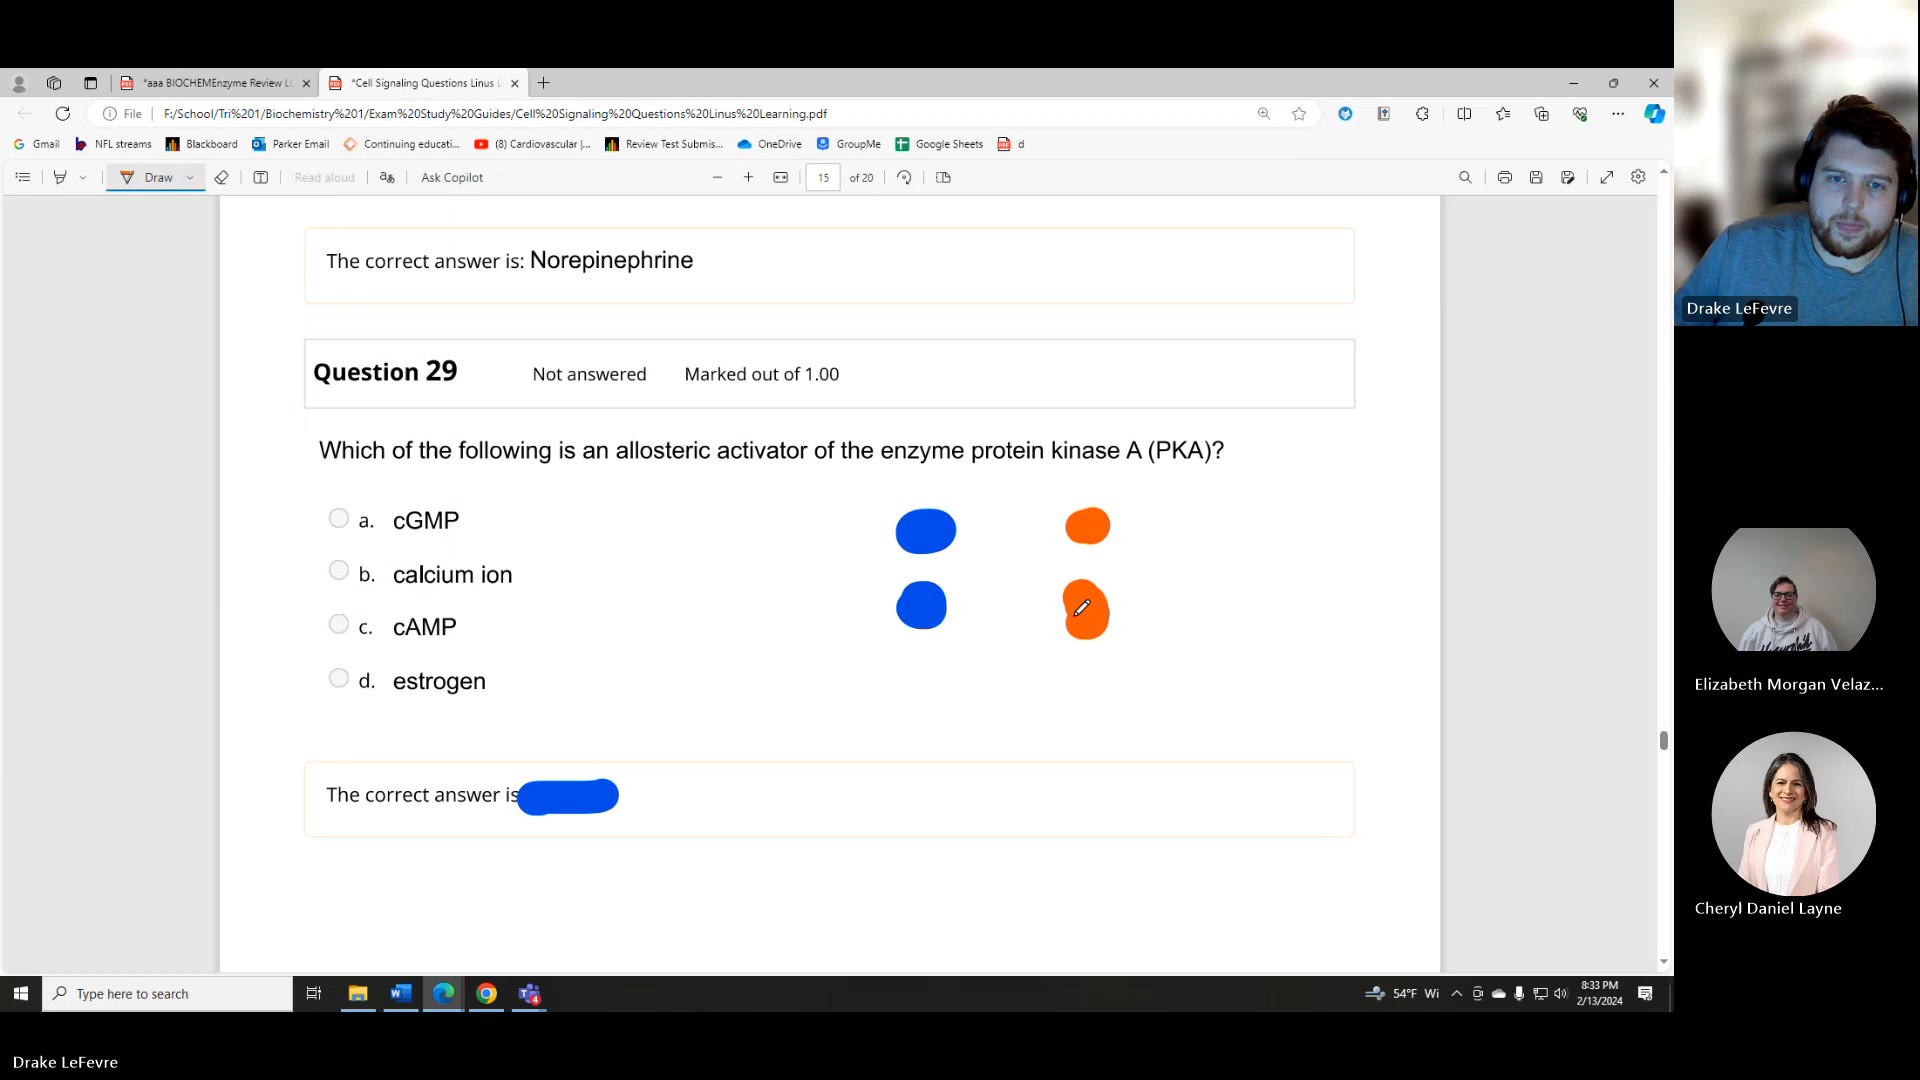 *aaa BIOCHEMEnzyme Review LL
*Cell Signaling Questions Linus L
File
F:/School/Tri%201/Biochemistry%201/Exam%20Study%20Guides/Cell%20Signaling%20Questions%20Linus%20Learning.pdf
Gmail
NFL streams
Blackboard
Parker Email
Continuing educati...
(8) Cardiovascular |...
Review Test Submis...
OneDrive
GroupMe
Google Sheets
d
Draw
Read aloud
Ask Copilot
15
of 20
The correct answer is: Norepinephrine
Question 29 Not answered Marked out of 1.00
Which of the following is an allosteric activator of the enzyme protein kinase A (PKA)?
a. cGMP
b. calcium ion
c. cAMP
d. estrogen
The correct answer is
Drake LeFevre
Elizabeth Morgan Velaz...
Cheryl Daniel Layne
Type here to search
54°F Wi
8:33 PM
2/13/2024
Drake LeFevre